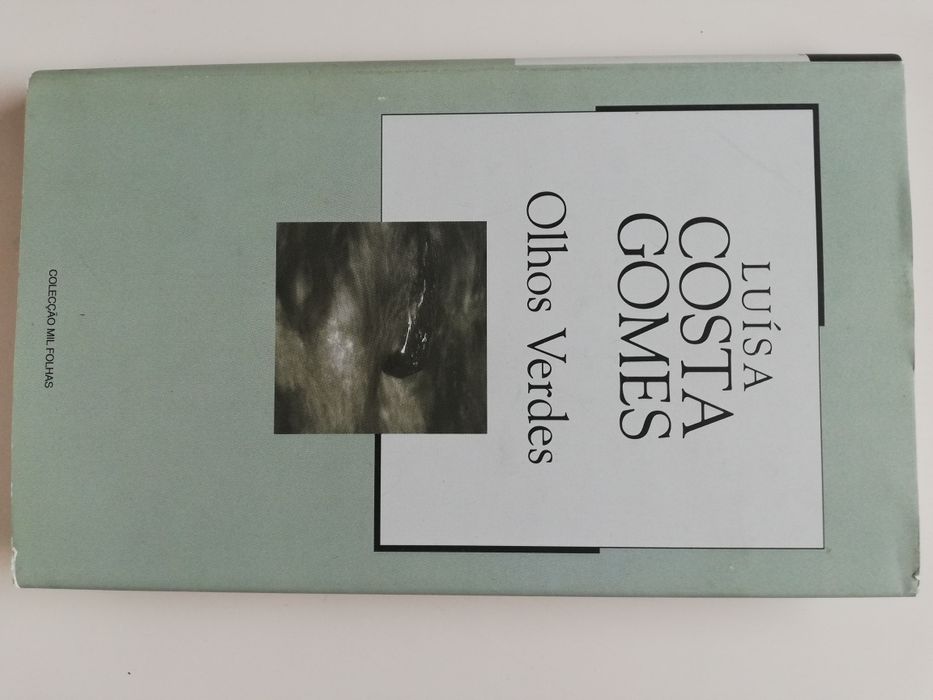 LUÍSA
COSTA
GOMES
Olhos Verdes
COLECÇÃO MIL FOLHAS